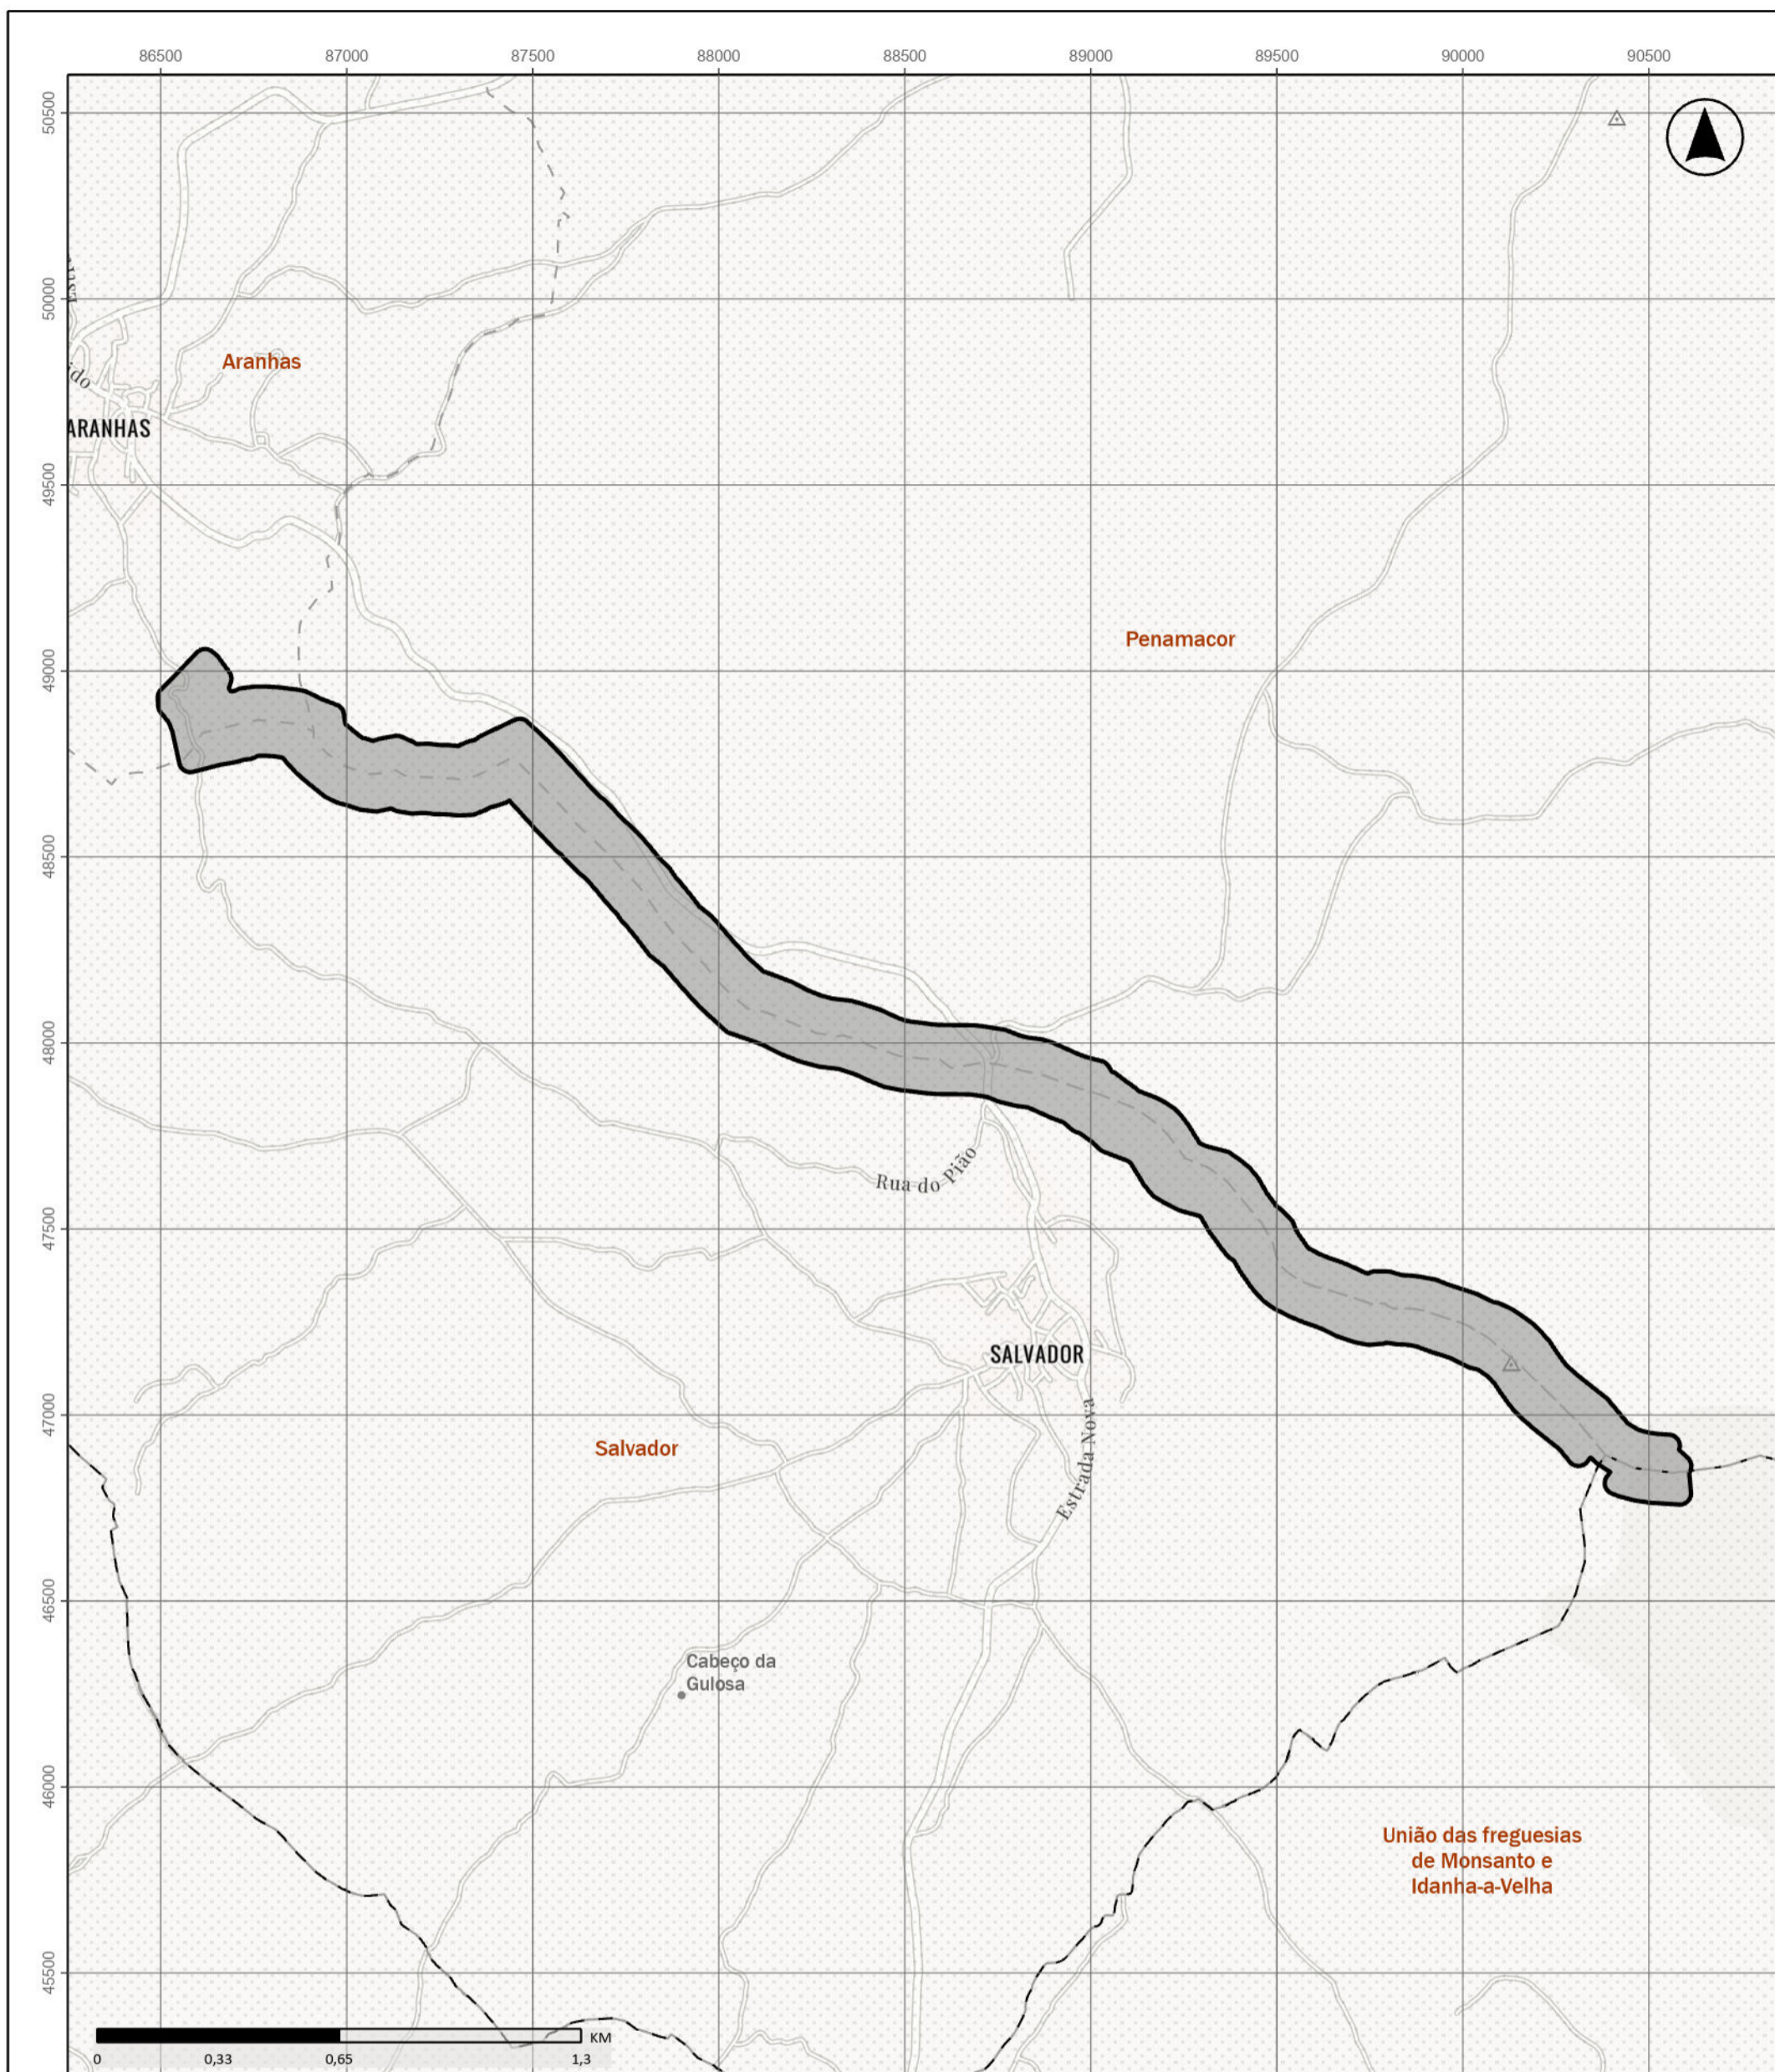 86500 87000 87500 88000 88500 89000 89500 90000 90500
50500
50000
Aranhas
ARANHAS
49500
Penamacor
49000
48500
48000
Rua do Pião
47500
SALVADOR
47000
Salvador
Estrada Nova
46500
Cabeço da
Gulosa
46000
União das freguesias
de Monsanto e
Idanha-a-Velha
45500
KM
0 0,33 0,65 1,3